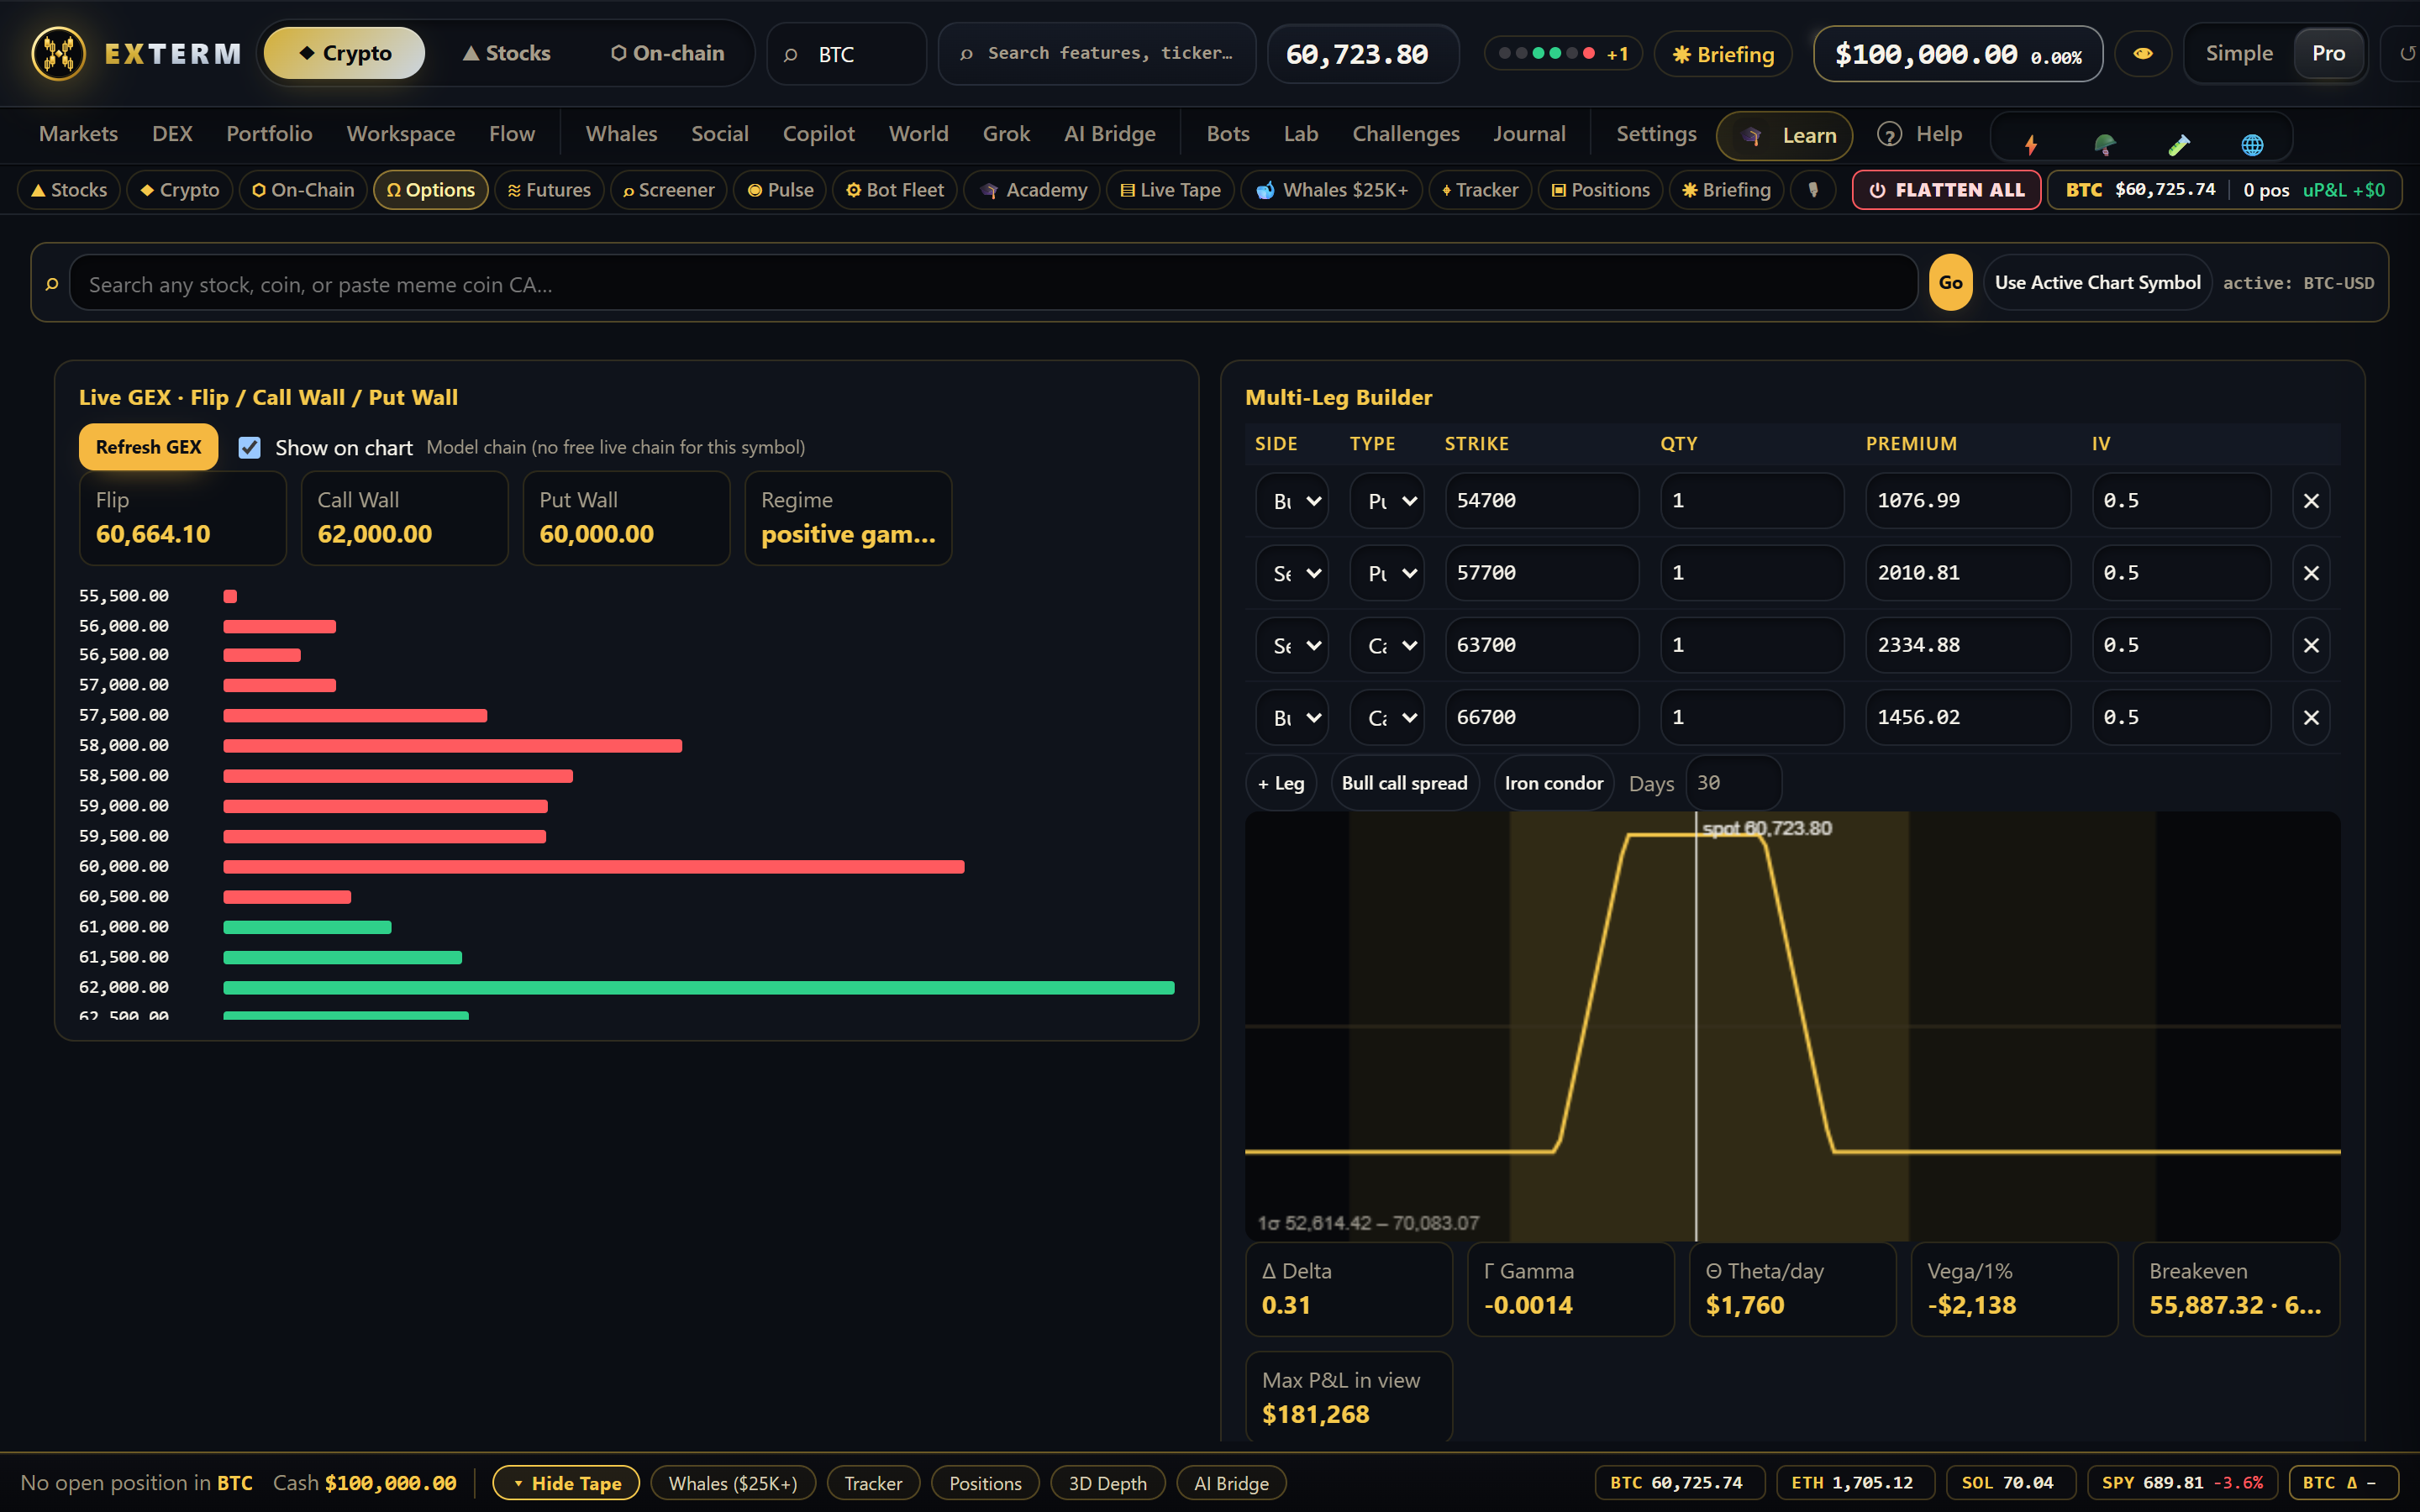 EXTERM
◆ Crypto
▲ Stocks
⬡ On-chain
BTC
Search features, ticker…
60,723.80
+1
Briefing
$100,000.00 0.00%
Simple
Pro
Markets DEX Portfolio Workspace Flow Whales Social Copilot World Grok AI Bridge Bots Lab Challenges Journal Settings Learn ? Help
▲ Stocks ◆ Crypto ⬡ On-Chain Ω Options ≋ Futures Screener Pulse Bot Fleet Academy Live Tape Whales $25K+ Tracker Positions Briefing FLATTEN ALL BTC $60,725.74 0 pos uP&L +$0
Search any stock, coin, or paste meme coin CA...
Go
Use Active Chart Symbol
active: BTC-USD
Live GEX · Flip / Call Wall / Put Wall
Refresh GEX
Show on chart
Model chain (no free live chain for this symbol)
Flip
60,664.10
Call Wall
62,000.00
Put Wall
60,000.00
Regime
positive gam...
55,500.00
56,000.00
56,500.00
57,000.00
57,500.00
58,000.00
58,500.00
59,000.00
59,500.00
60,000.00
60,500.00
61,000.00
61,500.00
62,000.00
62,500.00
Multi-Leg Builder
SIDE TYPE STRIKE QTY PREMIUM IV
Bu Pu 54700 1 1076.99 0.5 ✕
Se Pu 57700 1 2010.81 0.5 ✕
Se Ca 63700 1 2334.88 0.5 ✕
Bu Ca 66700 1 1456.02 0.5 ✕
+ Leg
Bull call spread
Iron condor
Days
30
spot 60,723.80
1σ 52,614.42 – 70,083.07
Δ Delta
0.31
Γ Gamma
-0.0014
Θ Theta/day
$1,760
Vega/1%
-$2,138
Breakeven
55,887.32 · 6...
Max P&L in view
$181,268
No open position in BTC Cash $100,000.00
▾ Hide Tape
Whales ($25K+)
Tracker
Positions
3D Depth
AI Bridge
BTC 60,725.74
ETH 1,705.12
SOL 70.04
SPY 689.81 -3.6%
BTC Δ –